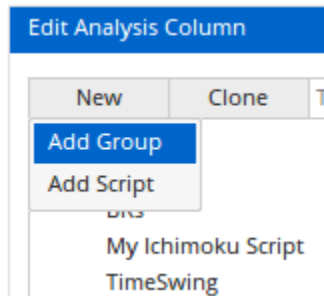 Edit Analysis Column
New Clone T
Add Group
Add Script
My Ichimoku Script
TimeSwing